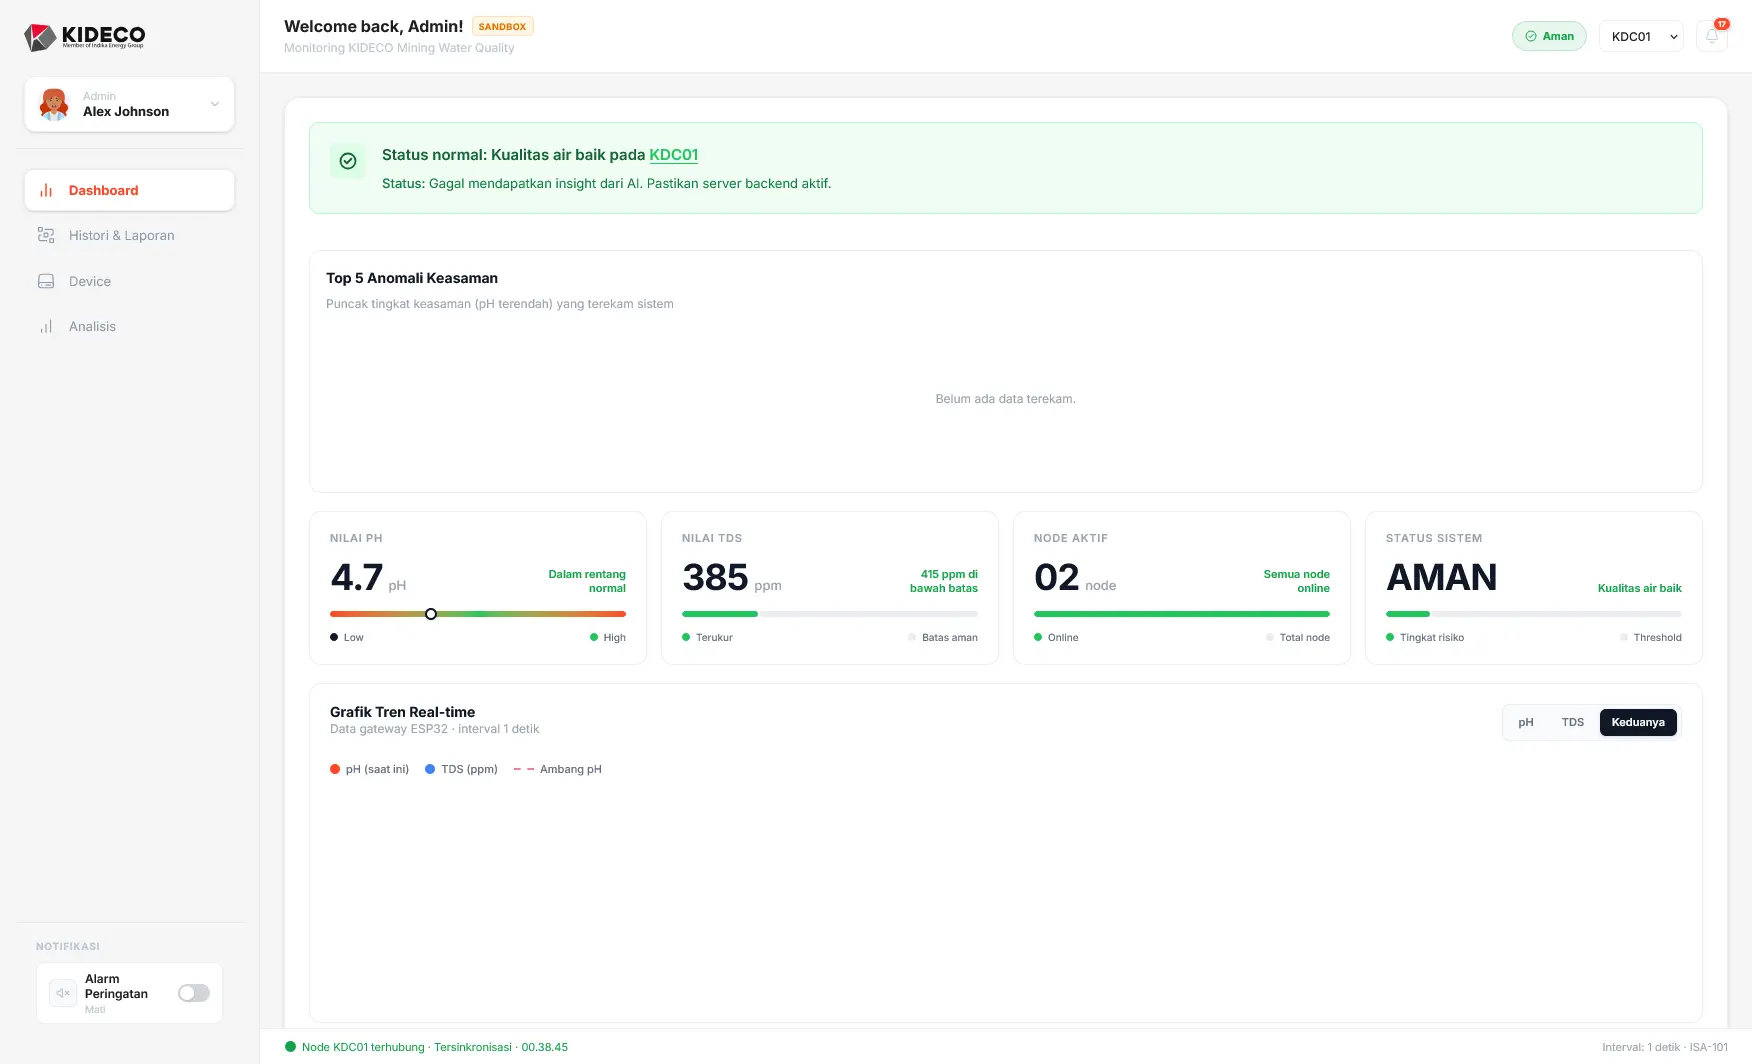 KIDECO
Member of Indika Energy Group
Admin
Alex Johnson
Dashboard
Histori & Laporan
Device
Analisis
NOTIFIKASI
Alarm
Peringatan
Mati
Welcome back, Admin!
SANDBOX
Monitoring KIDECO Mining Water Quality
Aman
KDC01
17
Status normal: Kualitas air baik pada KDC01
Status: Gagal mendapatkan insight dari AI. Pastikan server backend aktif.
Top 5 Anomali Keasaman
Puncak tingkat keasaman (pH terendah) yang terekam sistem
Belum ada data terekam.
NILAI PH
4.7 pH
Dalam rentang
normal
Low
High
NILAI TDS
385 ppm
415 ppm di
bawah batas
Terukur
Batas aman
NODE AKTIF
02 node
Semua node
online
Online
Total node
STATUS SISTEM
AMAN
Kualitas air baik
Tingkat risiko
Threshold
Grafik Tren Real-time
Data gateway ESP32 · interval 1 detik
pH
TDS
Keduanya
pH (saat ini)
TDS (ppm)
Ambang pH
Node KDC01 terhubung · Tersinkronisasi · 00.38.45
Interval: 1 detik · ISA-101